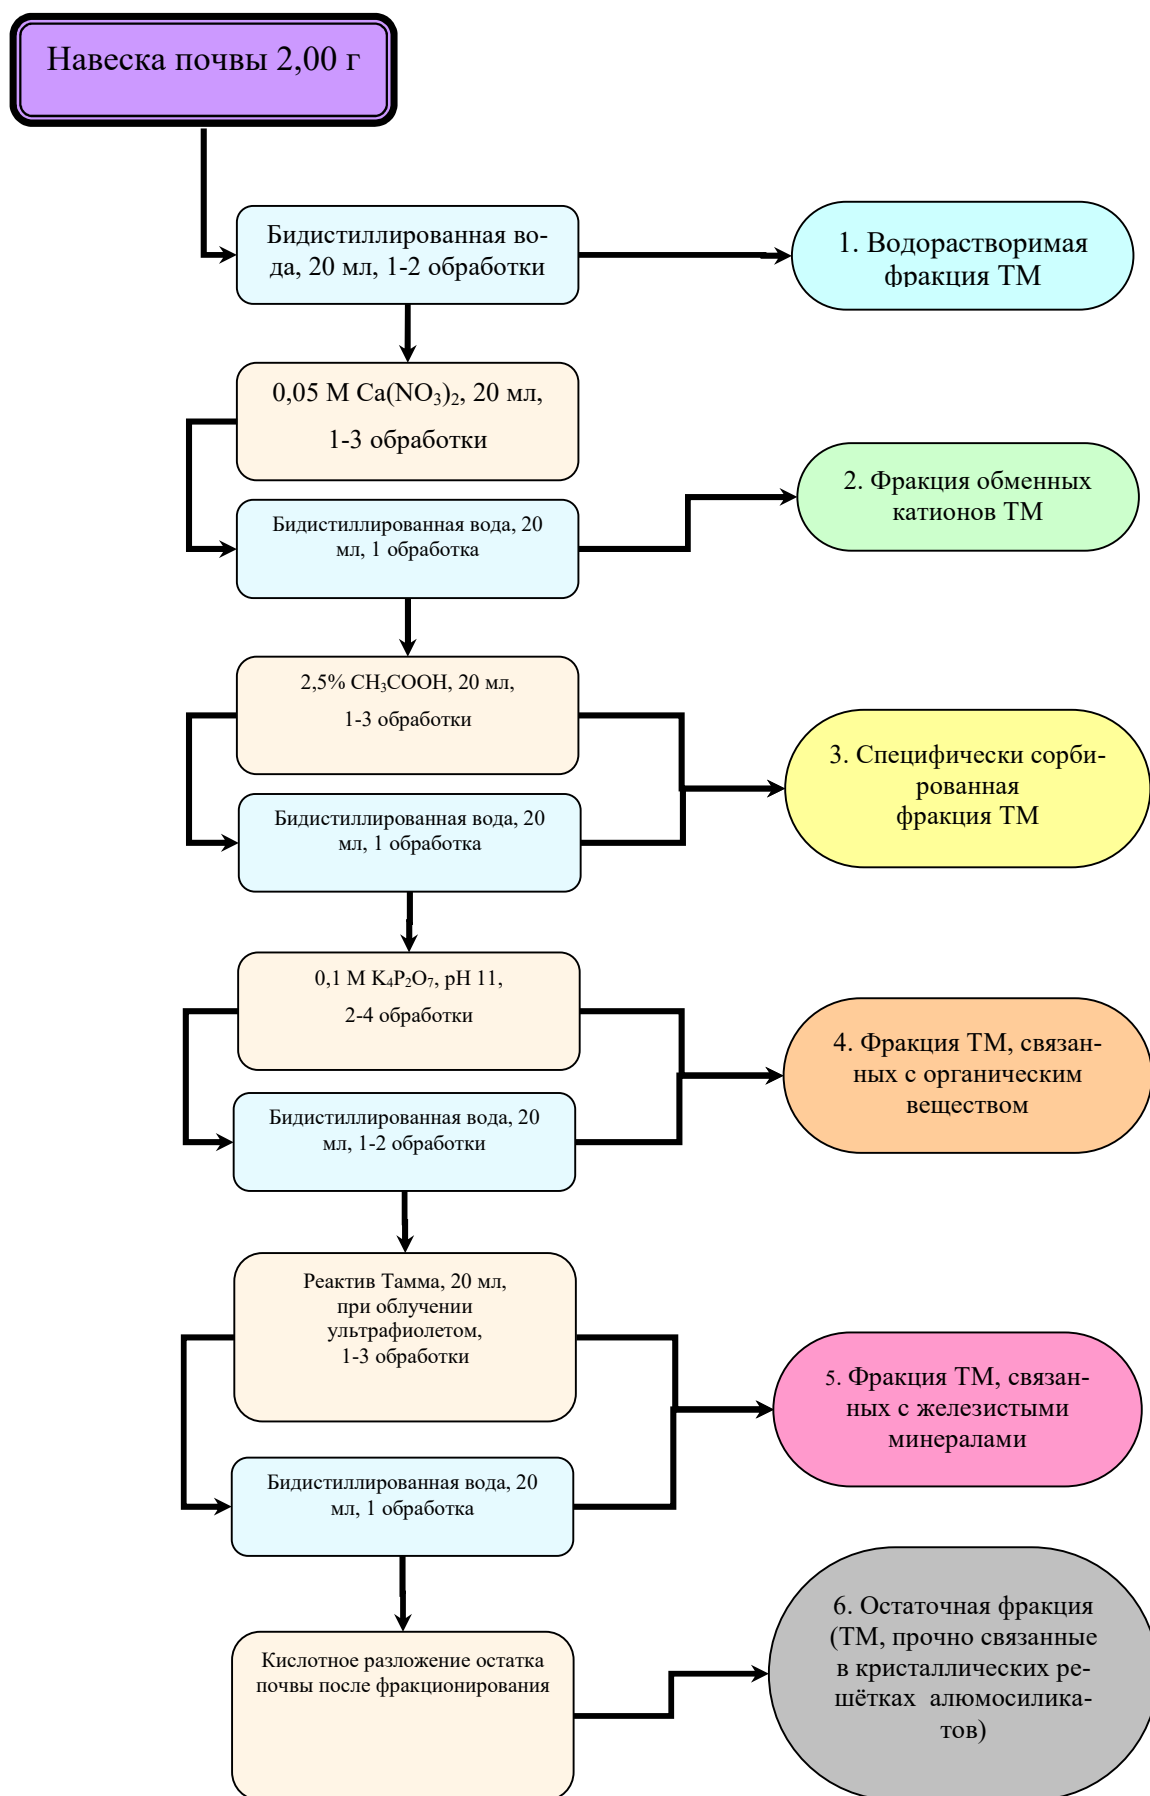 Навеска почвы 2,00 г
Бидистиллированная во-
да, 20 мл, 1-2 обработки
1. Водорастворимая
фракция ТМ
0,05 М Ca(NO₃)₂, 20 мл,
1-3 обработки
Бидистиллированная вода, 20
мл, 1 обработка
2. Фракция обменных
катионов ТМ
2,5% CH₃COOH, 20 мл,
1-3 обработки
Бидистиллированная вода, 20
мл, 1 обработка
3. Специфически сорби-
рованная
фракция ТМ
0,1 М K₄P₂O₇, pH 11,
2-4 обработки
Бидистиллированная вода, 20
мл, 1-2 обработки
4. Фракция ТМ, связан-
ных с органическим
веществом
Реактив Тамма, 20 мл,
при облучении
ультрафиолетом,
1-3 обработки
Бидистиллированная вода, 20
мл, 1 обработка
5. Фракция ТМ, связан-
ных с железистыми
минералами
Кислотное разложение остатка
почвы после фракционирования
6. Остаточная фракция
(ТМ, прочно связанные
в кристаллических ре-
шётках алюмосилика-
тов)